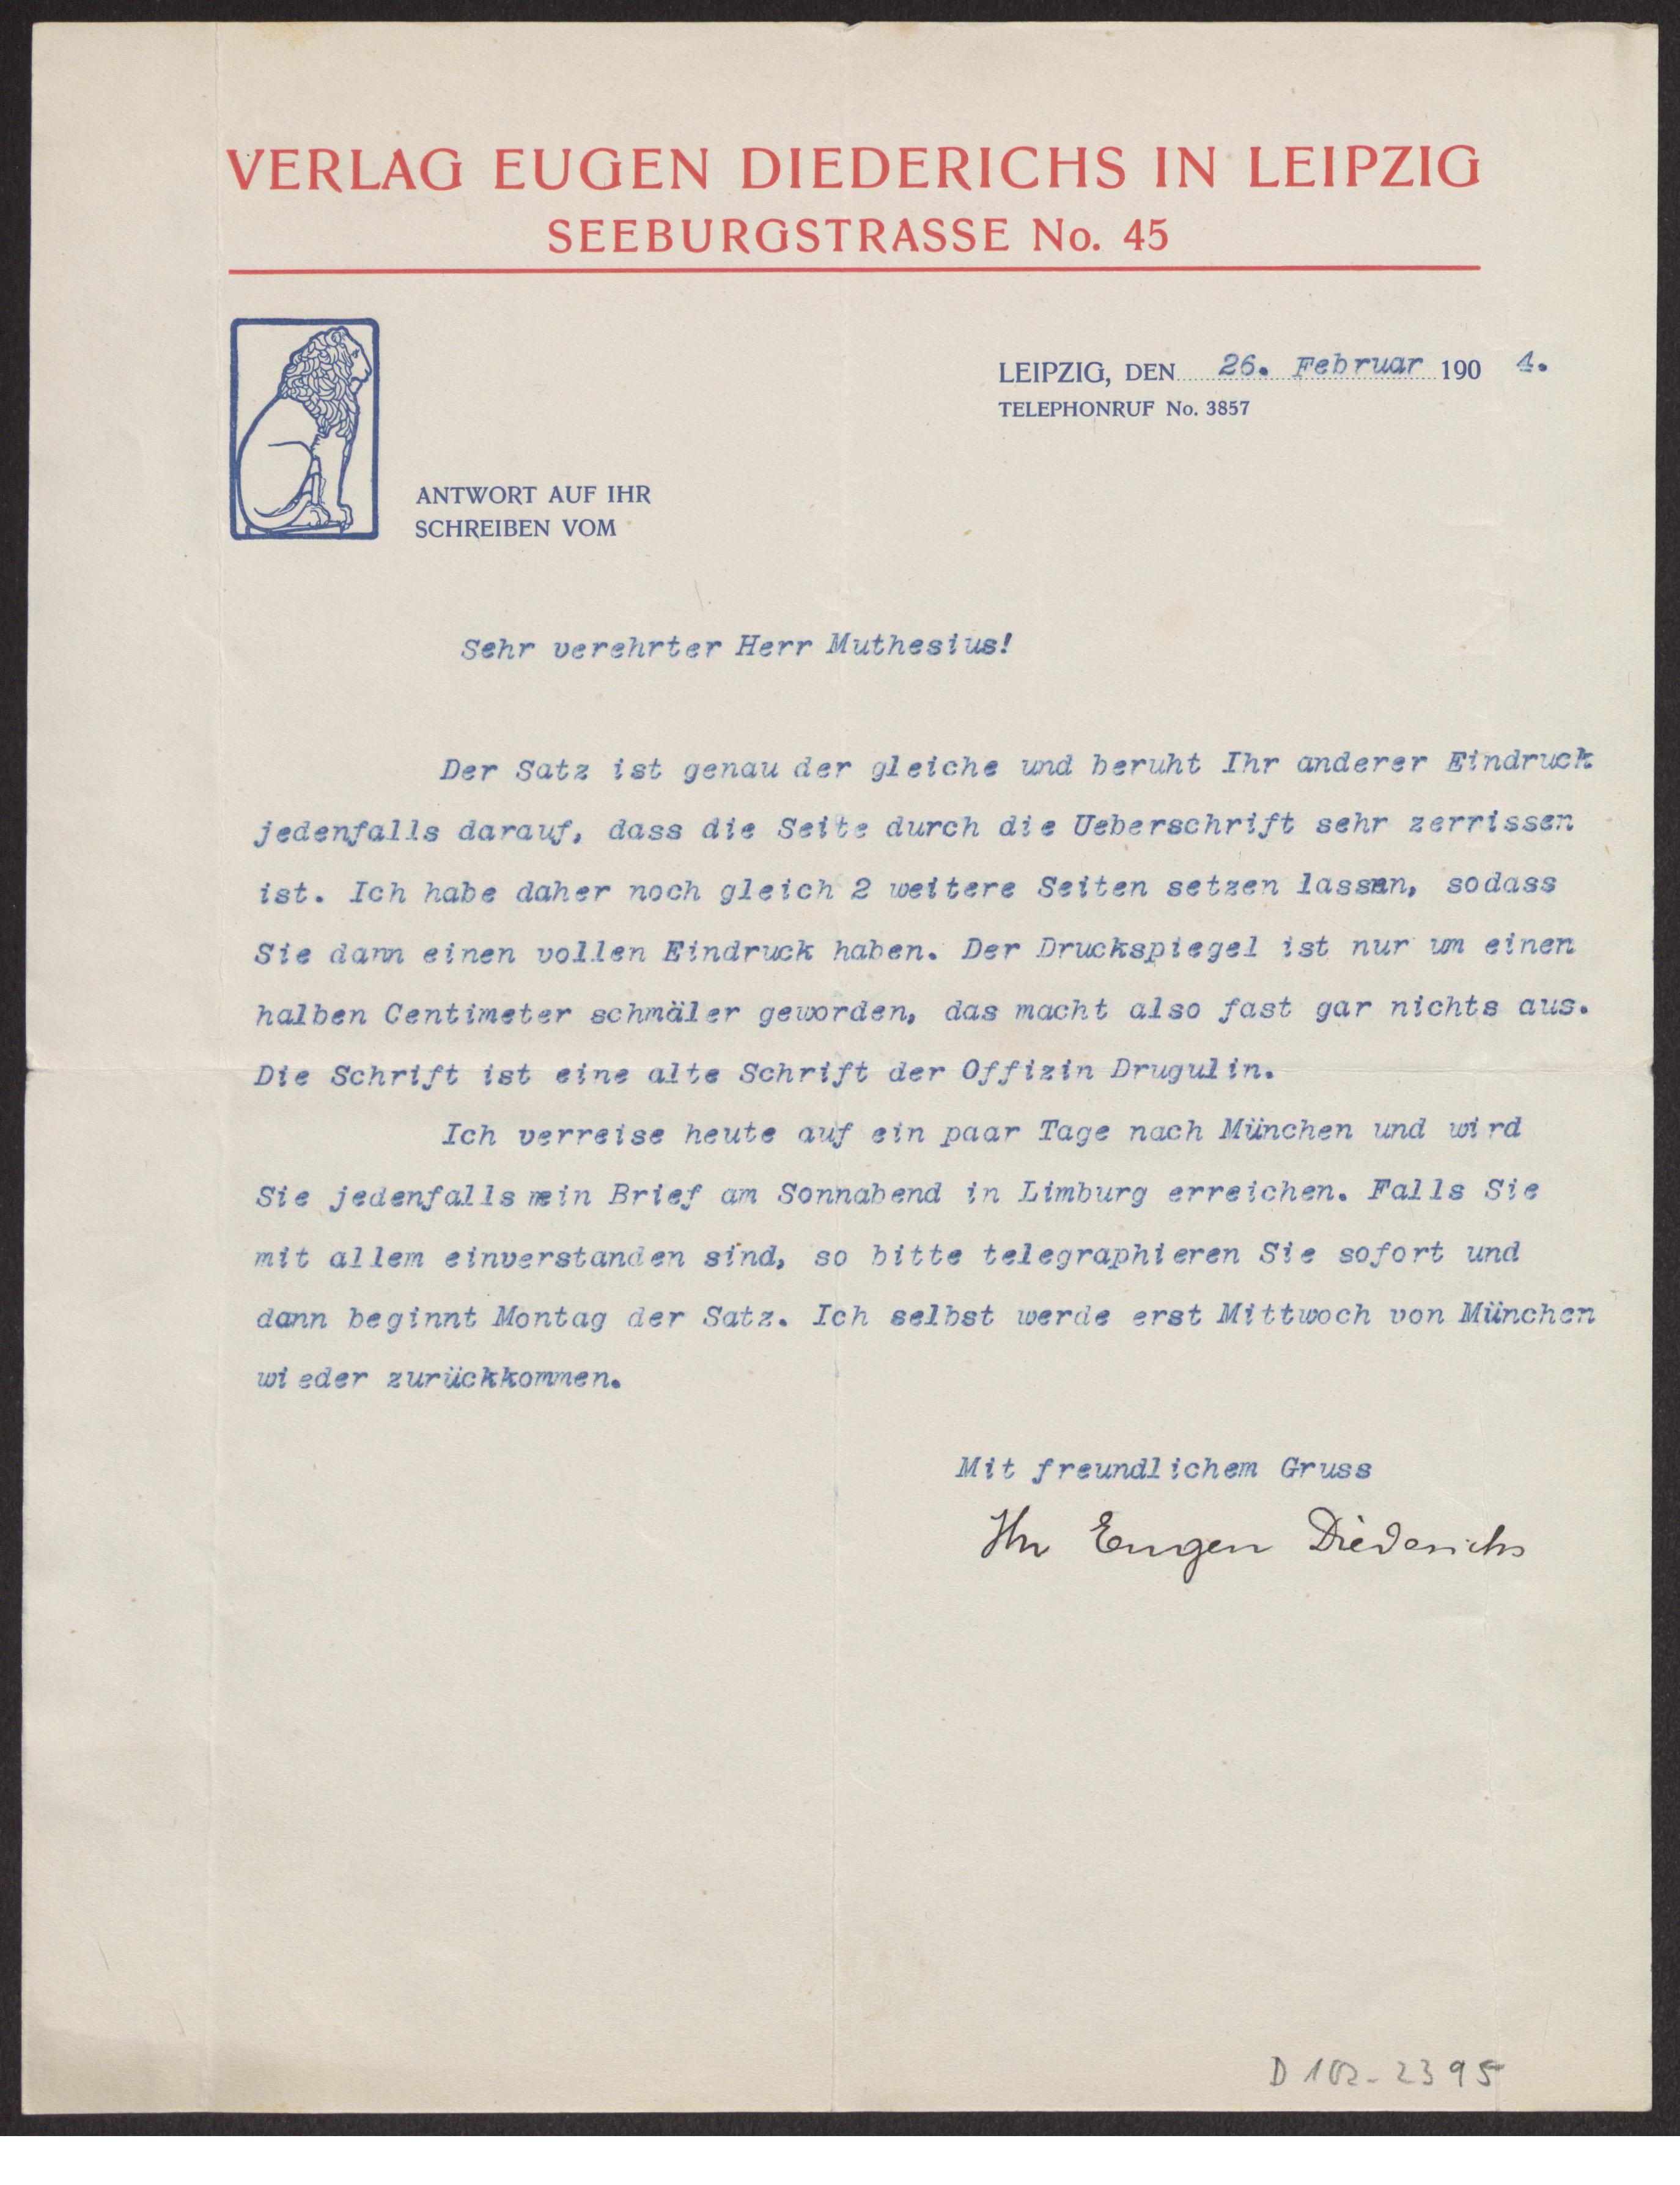 VERLAG EUGEN DIEDERICHS IN LEIPZIG
SEEBURGSTRASSE No. 45
LEIPZIG, DEN 26. Februar 190 4.
TELEPHONRUF No. 3857
ANTWORT AUF IHR
SCHREIBEN VOM
Sehr verehrter Herr Muthesius!
Der Satz ist genau der gleiche und beruht Ihr anderer Eindruck
jedenfalls darauf, dass die Seite durch die Ueberschrift sehr zerrissen
ist. Ich habe daher noch gleich 2 weitere Seiten setzen lassen, sodass
Sie dann einen vollen Eindruck haben. Der Druckspiegel ist nur um einen
halben Centimeter schmäler geworden, das macht also fast gar nichts aus.
Die Schrift ist eine alte Schrift der Offizin Drugulin.
Ich verreise heute auf ein paar Tage nach München und wird
Sie jedenfalls mein Brief am Sonnabend in Limburg erreichen. Falls Sie
mit allem einverstanden sind, so bitte telegraphieren Sie sofort und
dann beginnt Montag der Satz. Ich selbst werde erst Mittwoch von München
wieder zurückkommen.
Mit freundlichem Gruss
Ihr Eugen Diederichs
D 102-2395